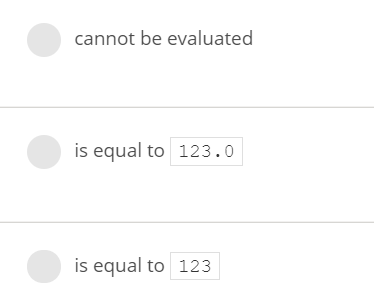 cannot be evaluated
is equal to 123.0
is equal to 123